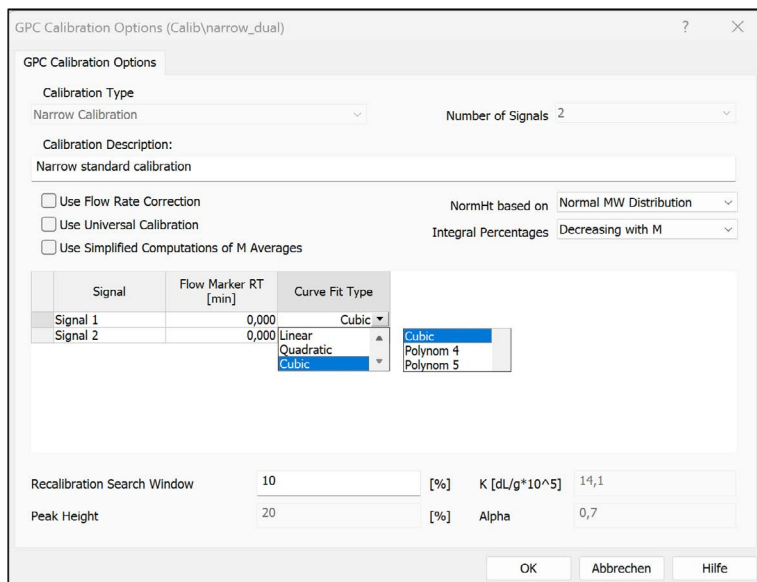 GPC Calibration Options (Calib\narrow_dual)
?
GPC Calibration Options
Calibration Type
Narrow Calibration
Number of Signals 2
Calibration Description:
Narrow standard calibration
Use Flow Rate Correction
NormHt based on Normal MW Distribution
Use Universal Calibration
Integral Percentages Decreasing with M
Use Simplified Computations of M Averages
Signal Flow Marker RT [min] Curve Fit Type
Signal 1 0,000 Cubic
Signal 2 0,000 Linear Cubic
Quadratic Polynom 4
Cubic Polynom 5
Recalibration Search Window 10 [%] K [dL/g*10^5] 14,1
Peak Height 20 [%] Alpha 0,7
OK Abbrechen Hilfe